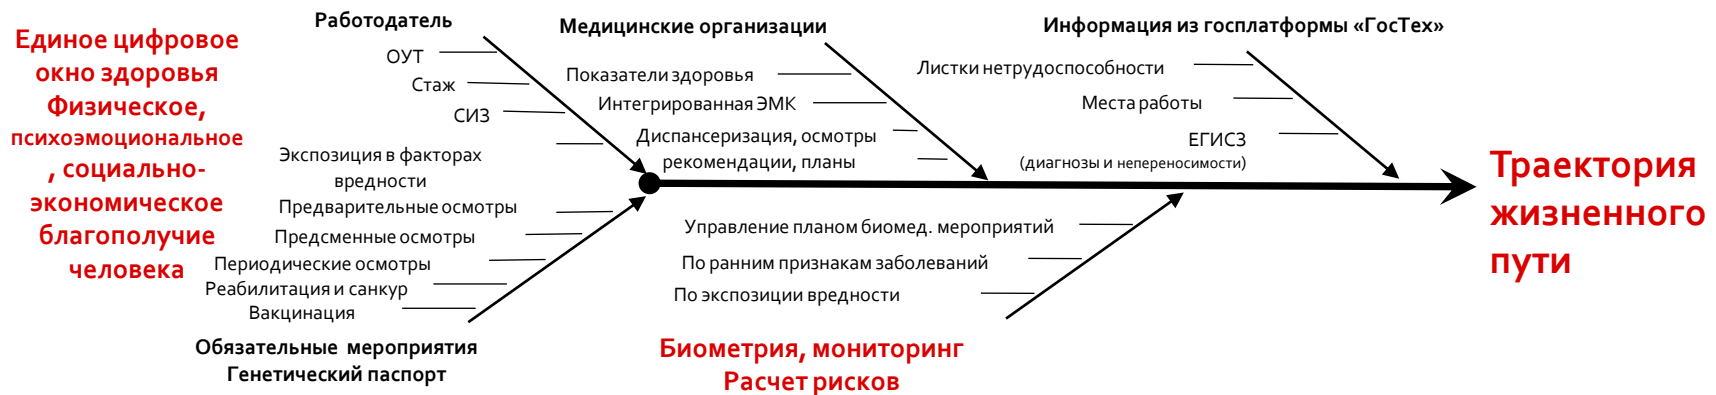 Единое цифровое
окно здоровья
Физическое,
психоэмоциональное
, социально-
экономическое
благополучие
человека
Работодатель
ОУТ
Стаж
СИЗ
Экспозиция в факторах
вредности
Предварительные осмотры
Предсменные осмотры
Периодические осмотры
Реабилитация и санкур
Вакцинация
Обязательные мероприятия
Генетический паспорт
Медицинские организации
Показатели здоровья
Интегрированная ЭМК
Диспансеризация, осмотры
рекомендации, планы
Информация из госплатформы «ГосТех»
Листки нетрудоспособности
Места работы
ЕГИСЗ
(диагнозы и непереносимости)
Управление планом биомед. мероприятий
По ранним признакам заболеваний
По экспозиции вредности
Биометрия, мониторинг
Расчет рисков
Траектория
жизненного
пути